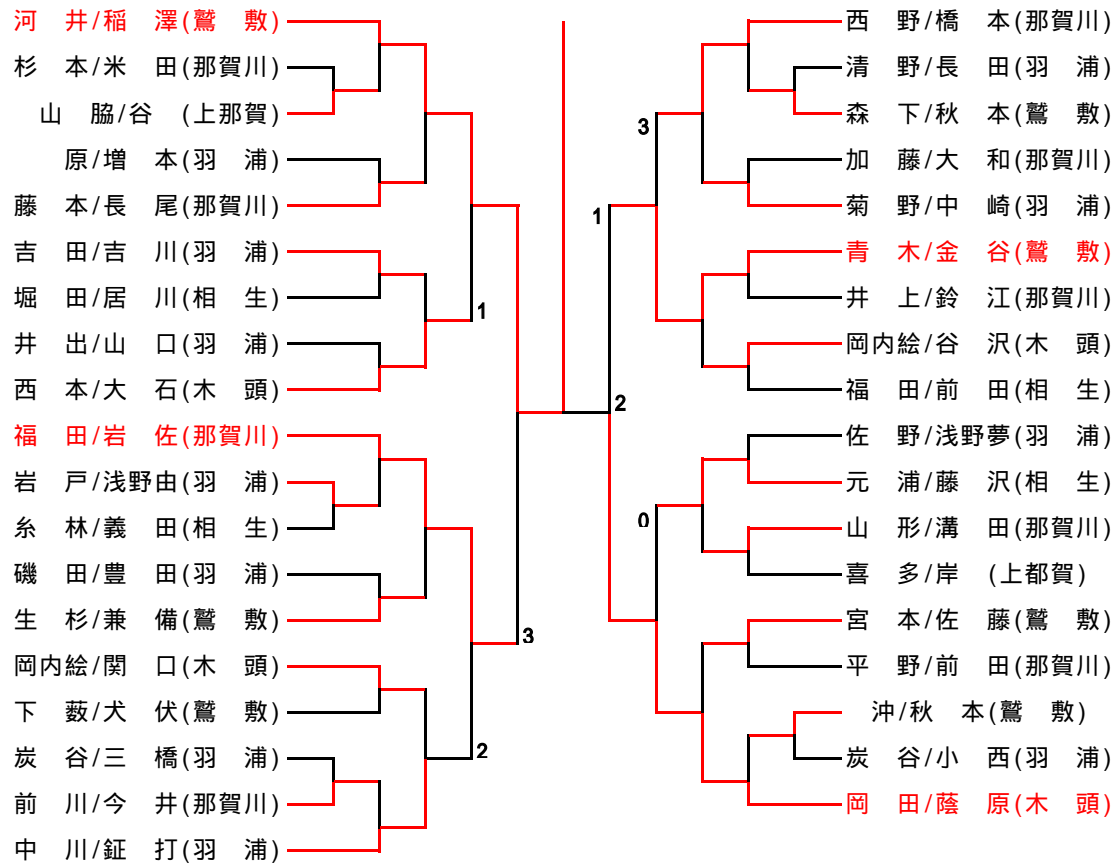 河　井/稲　澤(鷲　敷)
杉　本/米　田(那賀川)
山　脇/谷　(上那賀)
原/増　本(羽　浦)
藤　本/長　尾(那賀川)
吉　田/吉　川(羽　浦)
堀　田/居　川(相　生)
1
井　出/山　口(羽　浦)
西　本/大　石(木　頭)
福　田/岩　佐(那賀川)
岩　戸/浅野由(羽　浦)
糸　林/義　田(相　生)
磯　田/豊　田(羽　浦)
生　杉/兼　備(鷲　敷)
3
岡内絵/関　口(木　頭)
下　薮/犬　伏(鷲　敷)
2
炭　谷/三　橋(羽　浦)
前　川/今　井(那賀川)
中　川/鉦　打(羽　浦)
西　野/橋　本(那賀川)
清　野/長　田(羽　浦)
森　下/秋　本(鷲　敷)
3
加　藤/大　和(那賀川)
菊　野/中　崎(羽　浦)
1
青　木/金　谷(鷲　敷)
井　上/鈴　江(那賀川)
岡内絵/谷　沢(木　頭)
福　田/前　田(相　生)
2
佐　野/浅野夢(羽　浦)
元　浦/藤　沢(相　生)
0
山　形/溝　田(那賀川)
喜　多/岸　(上都賀)
宮　本/佐　藤(鷲　敷)
平　野/前　田(那賀川)
沖/秋　本(鷲　敷)
炭　谷/小　西(羽　浦)
岡　田/蔭　原(木　頭)